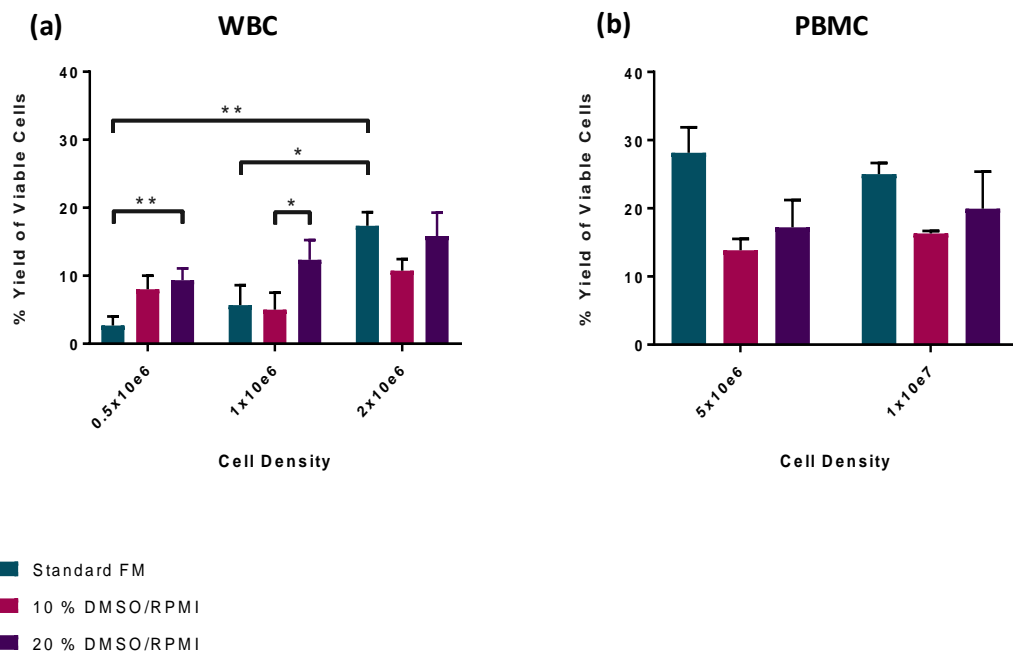 (a)
WBC
% Yield of Viable Cells
40
30
20
10
0
**
*
**
*
0.5x10e6
1x10e6
2x10e6
Cell Density
(b)
PBMC
% Yield of Viable Cells
40
30
20
10
0
5x10e6
1x10e7
Cell Density
Standard FM
10 % DMSO/RPMI
20 % DMSO/RPMI